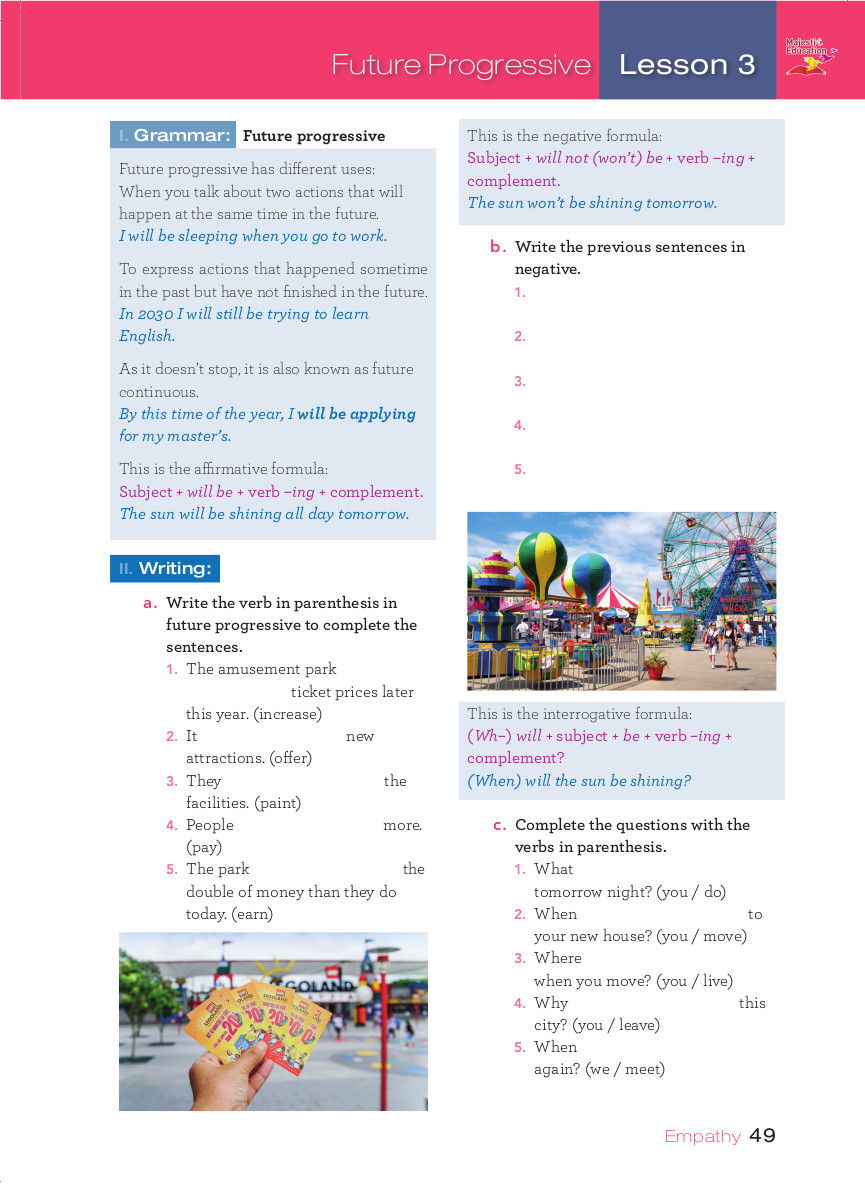 Future Progressive
Lesson 3
Majestic
Education
I. Grammar:
Future progressive
Future progressive has different uses:
When you talk about two actions that will
happen at the same time in the future.
I will be sleeping when you go to work.
To express actions that happened sometime
in the past but have not finished in the future.
In 2030 I will still be trying to learn
English.
As it doesn't stop, it is also known as future
continuous.
By this time of the year, I will be applying
for my master's.
This is the affirmative formula:
Subject + will be + verb –ing + complement.
The sun will be shining all day tomorrow.
II. Writing:
a. Write the verb in parenthesis in
future progressive to complete the
sentences.
1. The amusement park
ticket prices later
this year. (increase)
2. It new
attractions. (offer)
3. They the
facilities. (paint)
4. People more.
(pay)
5. The park the
double of money than they do
today. (earn)
GOLAND
This is the negative formula:
Subject + will not (won't) be + verb –ing +
complement.
The sun won't be shining tomorrow.
b. Write the previous sentences in
negative.
1.
2.
3.
4.
5.
WONDER
WHEEL
This is the interrogative formula:
(Wh–) will + subject + be + verb –ing +
complement?
(When) will the sun be shining?
c. Complete the questions with the
verbs in parenthesis.
1. What
tomorrow night? (you / do)
2. When to
your new house? (you / move)
3. Where
when you move? (you / live)
4. Why this
city? (you / leave)
5. When
again? (we / meet)
Empathy 49